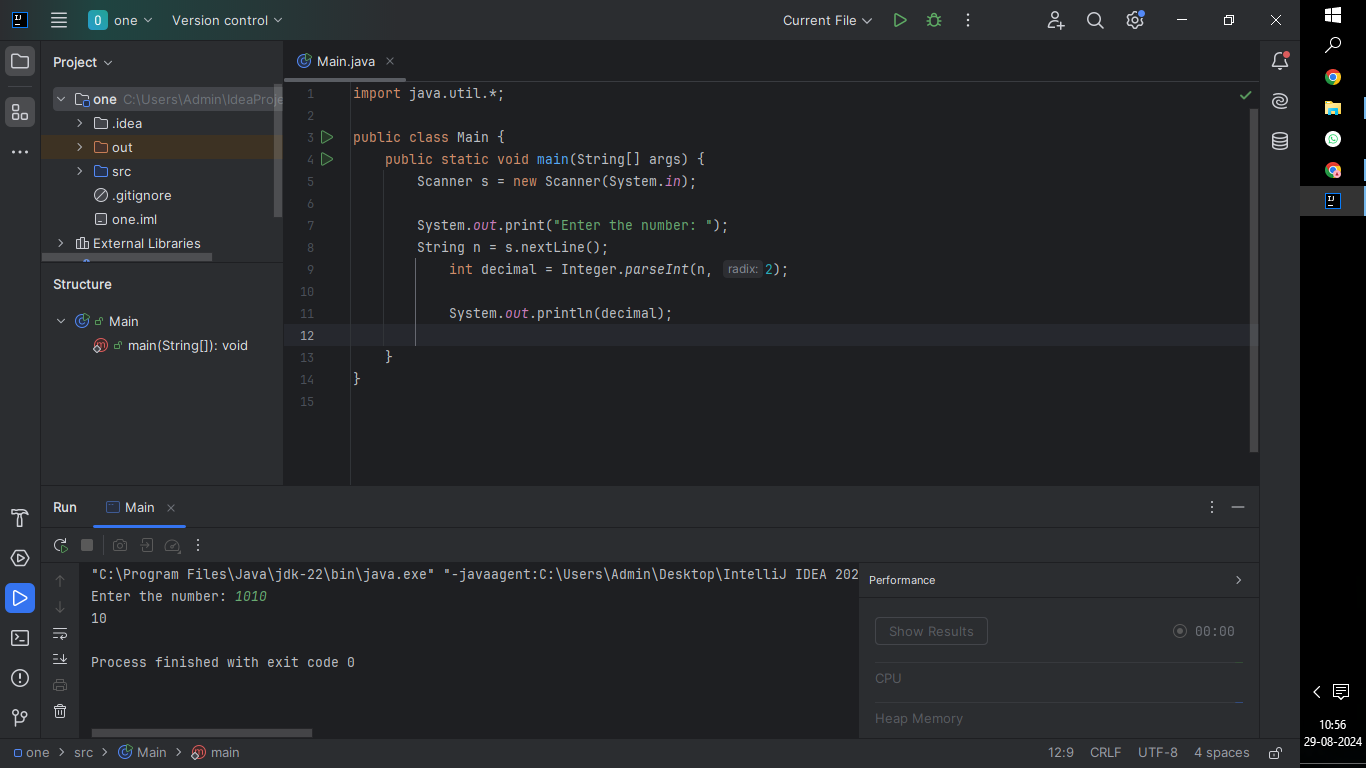 one
Version control
Current File
Project
Main.java
one C:\Users\Admin\IdeaProje
.idea
out
src
.gitignore
one.iml
External Libraries
Structure
Main
main(String[]): void
1 import java.util.*;
2
3 public class Main {
4 public static void main(String[] args) {
5 Scanner s = new Scanner(System.in);
6
7 System.out.print("Enter the number: ");
8 String n = s.nextLine();
9 int decimal = Integer.parseInt(n, radix: 2);
10
11 System.out.println(decimal);
12
13 }
14 }
15
Run Main
"C:\Program Files\Java\jdk-22\bin\java.exe" "-javaagent:C:\Users\Admin\Desktop\IntelliJ IDEA 202
Enter the number: 1010
10
Process finished with exit code 0
Performance
Show Results 00:00
CPU
Heap Memory
one src Main main
12:9 CRLF UTF-8 4 spaces
10:56
29-08-2024